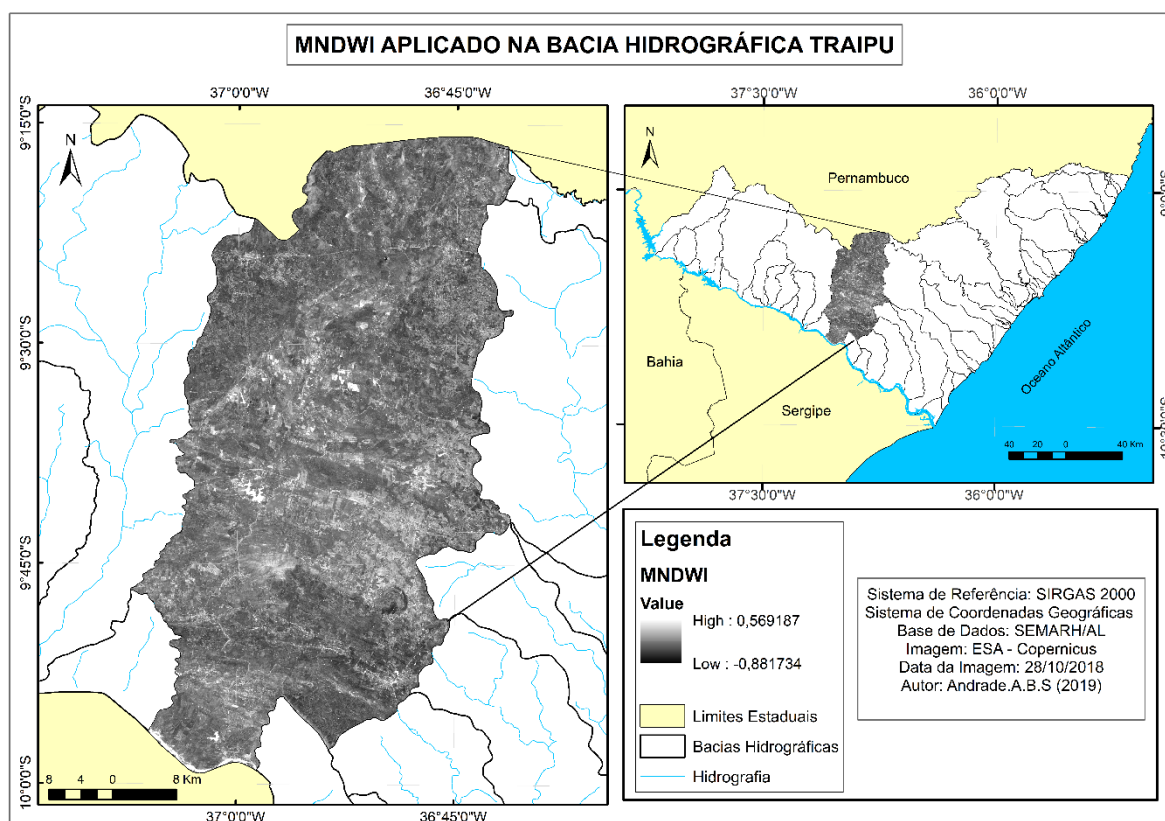 MNDWI APLICADO NA BACIA HIDROGRÁFICA TRAIPU
37°0'0"W
36°45'0"W
9°15'0"S
9°30'0"S
9°45'0"S
10°0'0"S
N
8 4 0 8 Km
37°0'0"W
36°45'0"W
37°30'0"W
36°0'0"W
N
Pernambuco
Bahia
Sergipe
Oceano Altântico
40 20 0 40 Km
37°30'0"W
36°0'0"W
Legenda
MNDWI
Value
High : 0,569187
Low : -0,881734
Limites Estaduais
Bacias Hidrográficas
Hidrografia
Sistema de Referência: SIRGAS 2000
Sistema de Coordenadas Geográficas
Base de Dados: SEMARH/AL
Imagem: ESA - Copernicus
Data da Imagem: 28/10/2018
Autor: Andrade.A.B.S (2019)